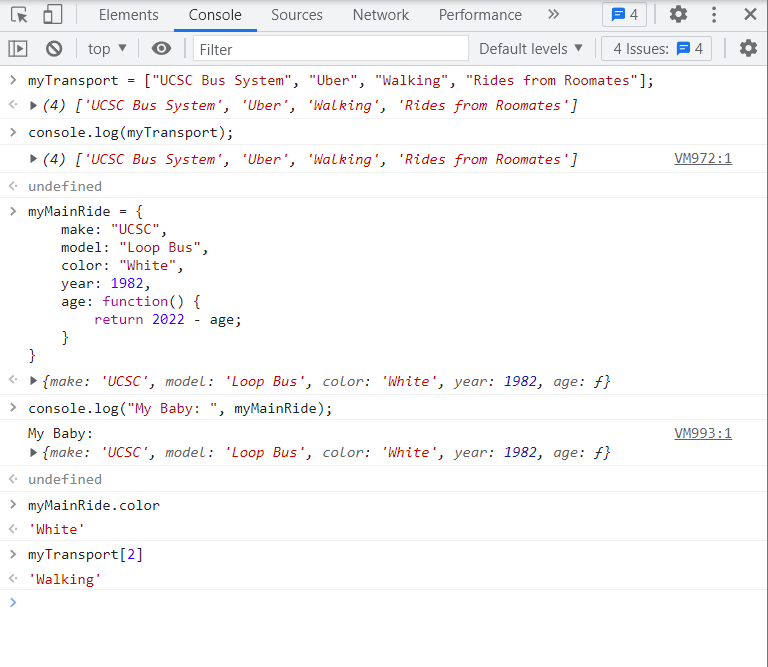 Elements Console Sources Network Performance 4
top Filter Default levels 4 Issues: 4
myTransport = ["UCSC Bus System", "Uber", "Walking", "Rides from Roomates"];
(4) ['UCSC Bus System', 'Uber', 'Walking', 'Rides from Roomates']
console.log(myTransport);
(4) ['UCSC Bus System', 'Uber', 'Walking', 'Rides from Roomates'] VM972:1
undefined
myMainRide = {
make: "UCSC",
model: "Loop Bus",
color: "White",
year: 1982,
age: function() {
return 2022 - age;
}
}
{make: 'UCSC', model: 'Loop Bus', color: 'White', year: 1982, age: ƒ}
console.log("My Baby: ", myMainRide);
My Baby: VM993:1
{make: 'UCSC', model: 'Loop Bus', color: 'White', year: 1982, age: ƒ}
undefined
myMainRide.color
'White'
myTransport[2]
'Walking'